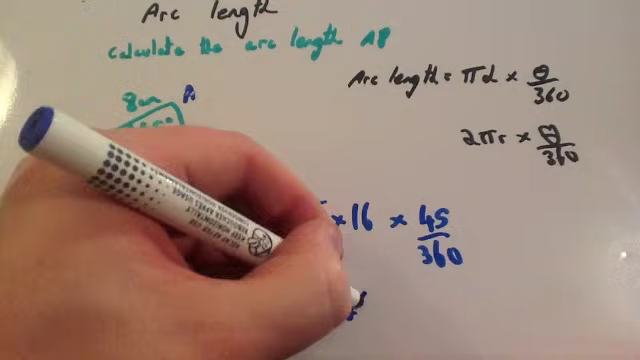 Arc length
calculate the arc length AB
Arc length = πd × θ/360
8cm A
2πr × θ/360
× 16 × 45/360